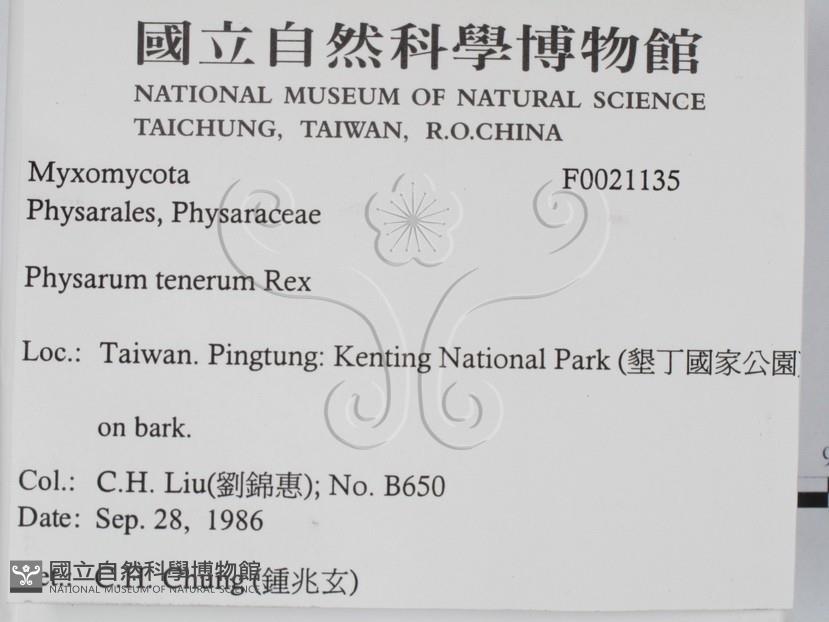 國立自然科學博物館
NATIONAL MUSEUM OF NATURAL SCIENCE
TAICHUNG, TAIWAN, R.O.CHINA
Myxomycota F0021135
Physarales, Physaraceae
Physarum tenerum Rex
Loc.: Taiwan. Pingtung: Kenting National Park (墾丁國家公園)
on bark.
Col.: C.H. Liu(劉錦惠); No. B650
Date: Sep. 28, 1986
C.H. Chung (鍾兆玄)
國立自然科學博物館
NATIONAL MUSEUM OF NATURAL SCIENCE